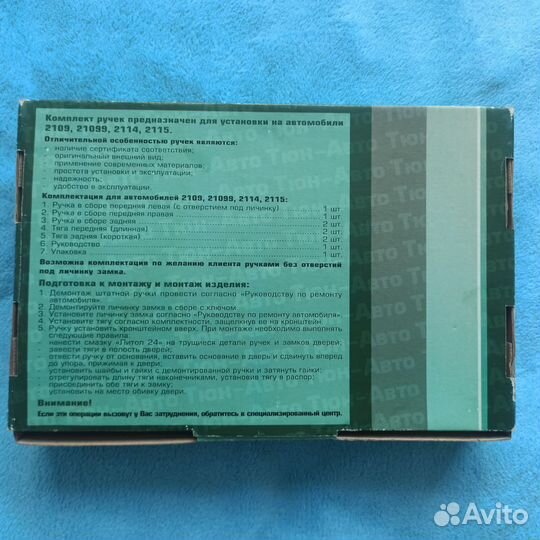 Комплект ручек предназначен для установки на автомобили
2109, 21099, 2114, 2115.
Отличительной особенностью ручек являются:
- наличие сертификата соответствия;
- оригинальный внешний вид;
- применение современных материалов;
- простота установки и эксплуатации;
- надежность;
- удобство в эксплуатации.
Комплектация для автомобилей 2109, 21099, 2114, 2115:
1. Ручка в сборе передняя левая (с отверстием под личинку) 1 шт
2. Ручка в сборе передняя правая 1 шт.
3. Ручка в сборе задняя 2 шт.
4. Тяга передняя (длинная) 2 шт.
5. Тяга задняя (короткая) 2 шт.
6. Руководство 1 шт.
7. Упаковка 1 шт.
Возможна комплектация по желанию клиента ручками без отверстий
под личинку замка.
Подготовка к монтажу и монтаж изделия:
1. Демонтаж штатной ручки провести согласно «Руководству по ремонту
автомобиля».
2. Демонтируйте личинку замка в сборе с ключом
3. Установите личинку замка согласно «Руководству по ремонту автомобиля».
4. Установите тягу согласно комплектности, защелкнув ее на кронштейн
5. Ручку установить кронштейном вверх. При монтаже необходимо выполнять
следующие правила:
- нанести смазку «Литол 24» на трущиеся детали ручек и замков дверей;
- завести тяги в полость дверей;
- отвести ручку от основания, вставить основание в дверь и сдвинуть вперед
до упора, прижимая к двери;
- установить шайбы и гайки с демонтированной ручки и затянуть гайки;
- отрегулировать длину тяги наконечниками, установив тягу в распор;
- присоединить обе тяги к замку;
- установить на место обивку двери.
Внимание!
Если эти операции вызовут у Вас затруднения, обратитесь в специализированный центр.
Авто Тюн
Avito